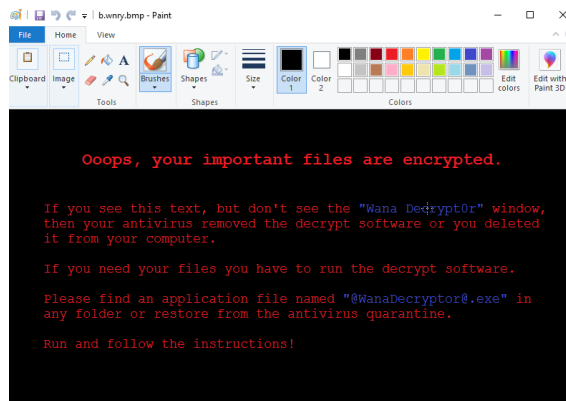 b.wnry.bmp - Paint
File Home View
Clipboard Image Brushes Shapes Size Color 1 Color 2 Edit colors Edit with Paint 3D
Tools Shapes Colors
Ooops, your important files are encrypted.
If you see this text, but don't see the "Wana Decrypt0r" window,
then your antivirus removed the decrypt software or you deleted
it from your computer.
If you need your files you have to run the decrypt software.
Please find an application file named "@WanaDecryptor@.exe" in
any folder or restore from the antivirus quarantine.
Run and follow the instructions!